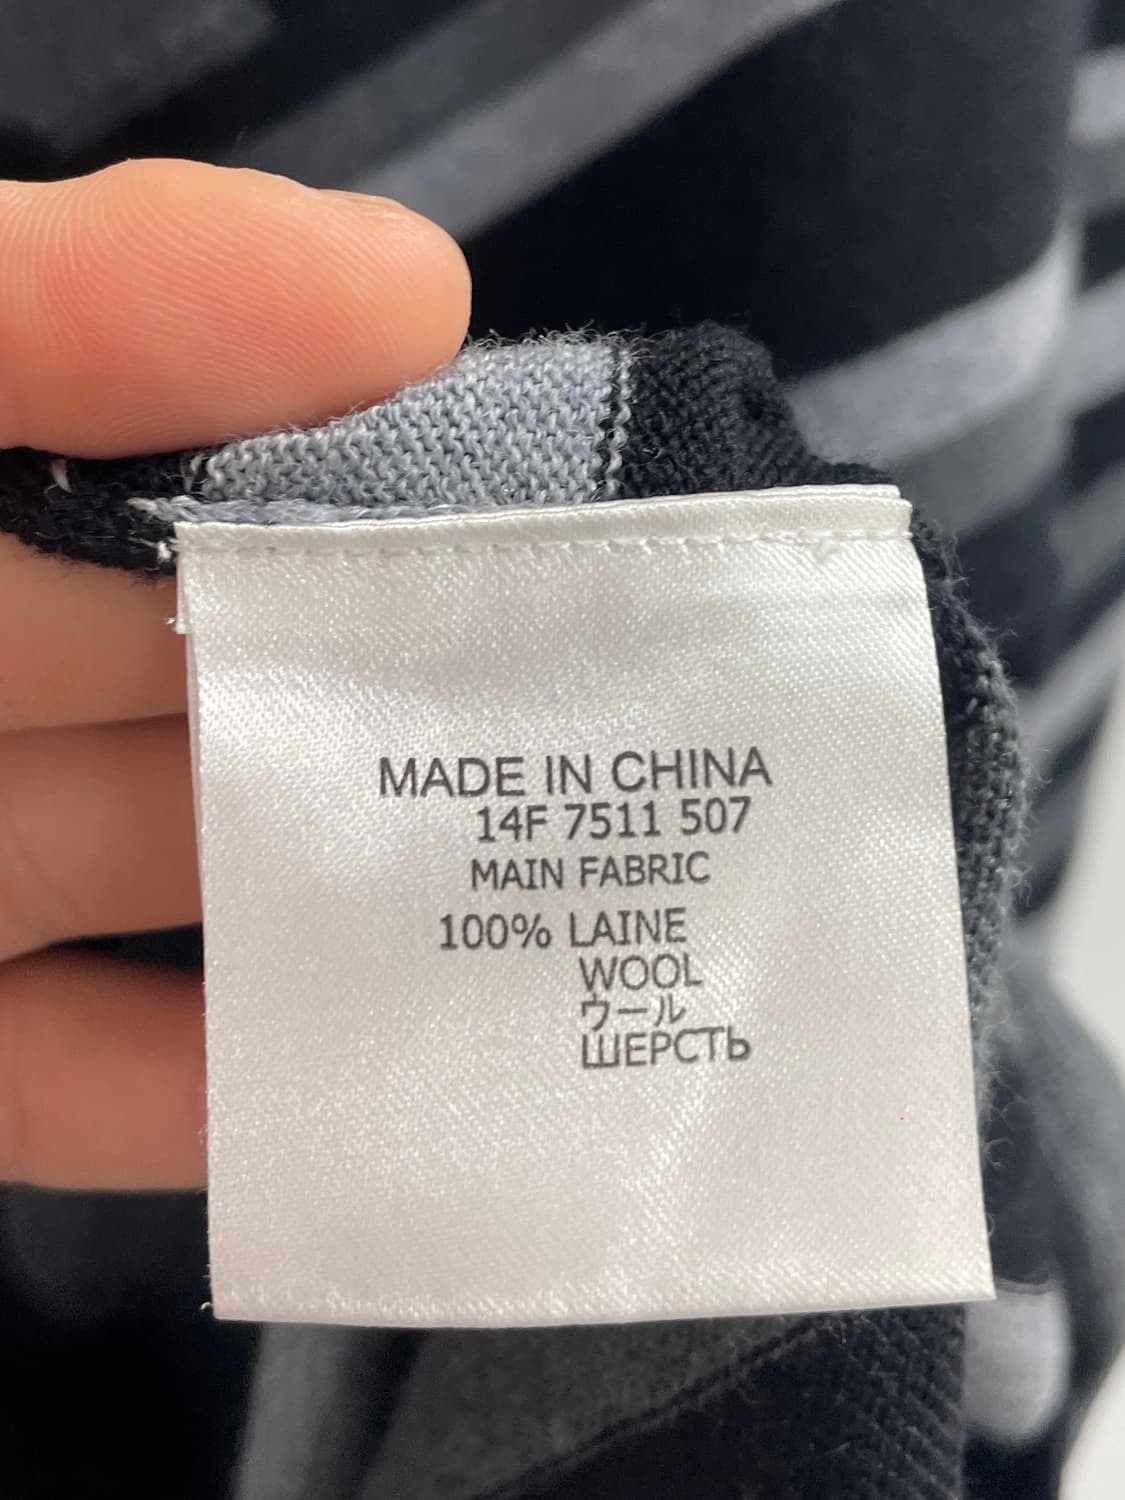 MADE IN CHINA
14F 7511 507
MAIN FABRIC
100% LAINE
WOOL
ウール
ШЕРСТЬ